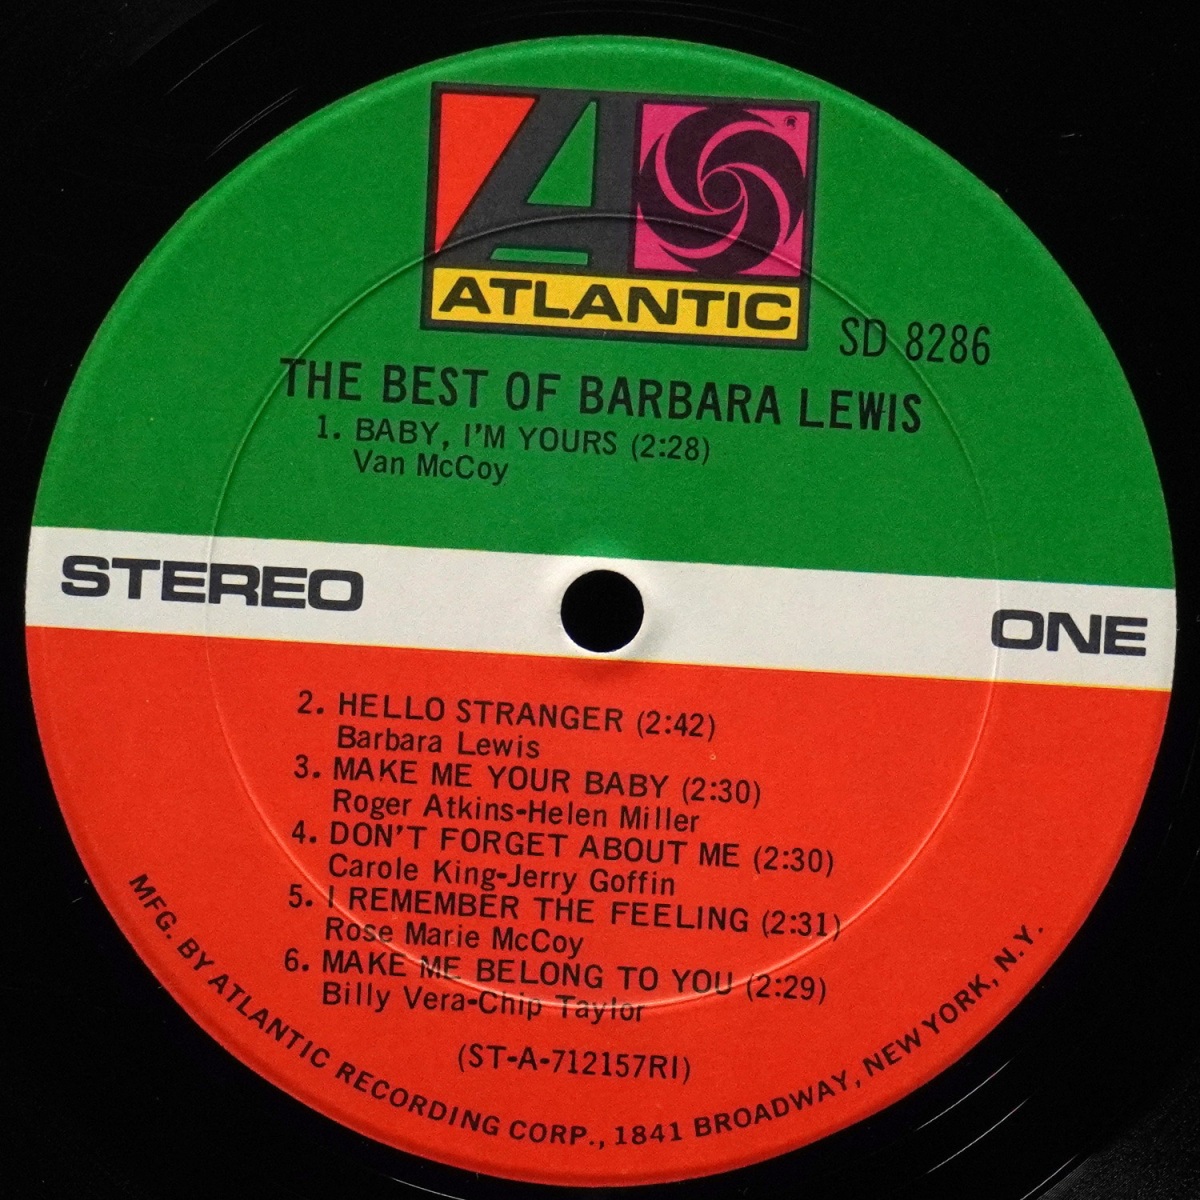 A
®
ATLANTIC
SD 8286
THE BEST OF BARBARA LEWIS
1. BABY, I'M YOURS (2:28)
Van McCoy
STEREO
ONE
2. HELLO STRANGER (2:42)
Barbara Lewis
3. MAKE ME YOUR BABY (2:30)
Roger Atkins-Helen Miller
4. DON'T FORGET ABOUT ME (2:30)
Carole King-Jerry Goffin
5. I REMEMBER THE FEELING (2:31)
Rose Marie McCoy
6. MAKE ME BELONG TO YOU (2:29)
Billy Vera-Chip Taylor
(ST-A-712157RI)
MFG. BY ATLANTIC RECORDING CORP., 1841 BROADWAY, NEW YORK, N.Y.